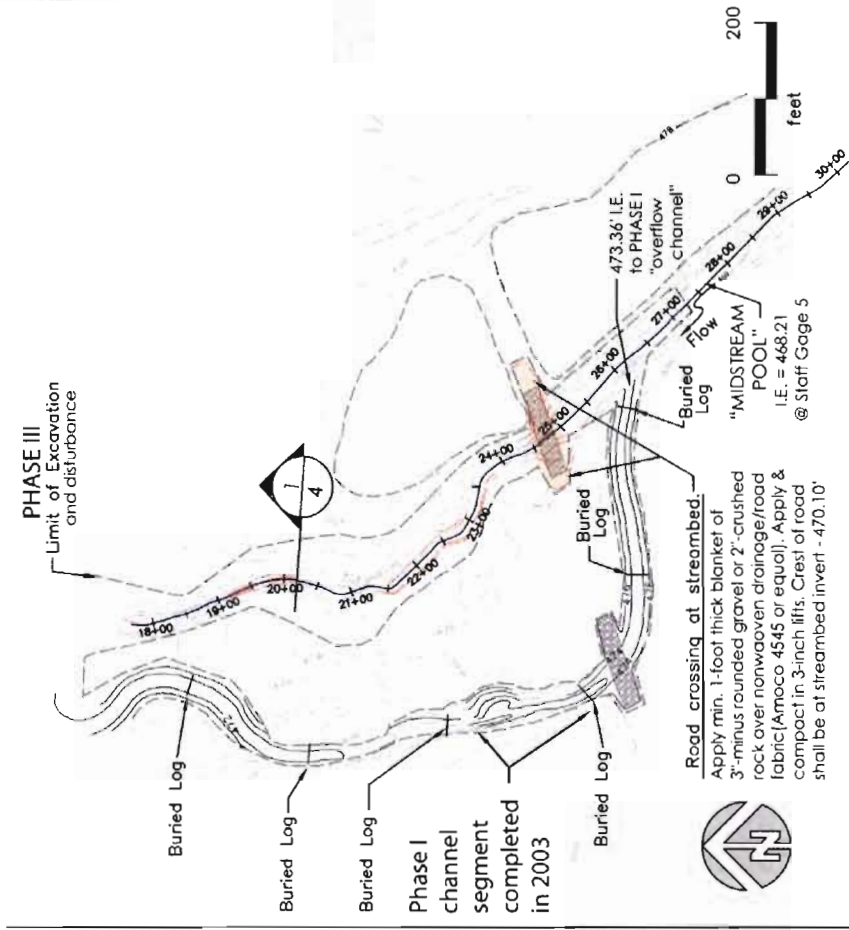 PHASE III
Limit of Excavation
and disturbance
1
4
18+00
19+00
20+00
21+00
22+00
23+00
24+00
25+00
26+00
27+00
28+00
29+00
30+00
478
472
Buried Log
Buried Log
Buried Log
Phase I
channel
segment
completed
in 2003
Buried Log
Buried
Log
Buried
Log
473.36' I.E.
to PHASE I
"overflow
channel"
Flow
"MIDSTREAM
POOL"
I.E. = 468.21
@ Staff Gage 5
0
200
feet
Road crossing at streambed.
Apply min. 1-foot thick blanket of
3"-minus rounded gravel or 2"-crushed
rock over nonwoaven drainage/road
fabric(Amoco 4545 or equal). Apply &
compact in 3-inch lifts. Crest of road
shall be at streambed invert - 470.10'
N